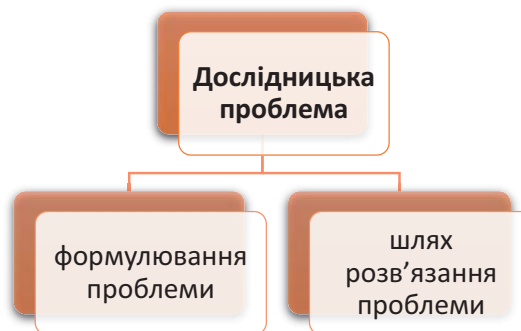 Дослідницька
проблема
формулювання
проблеми
шлях
розв’язання
проблеми